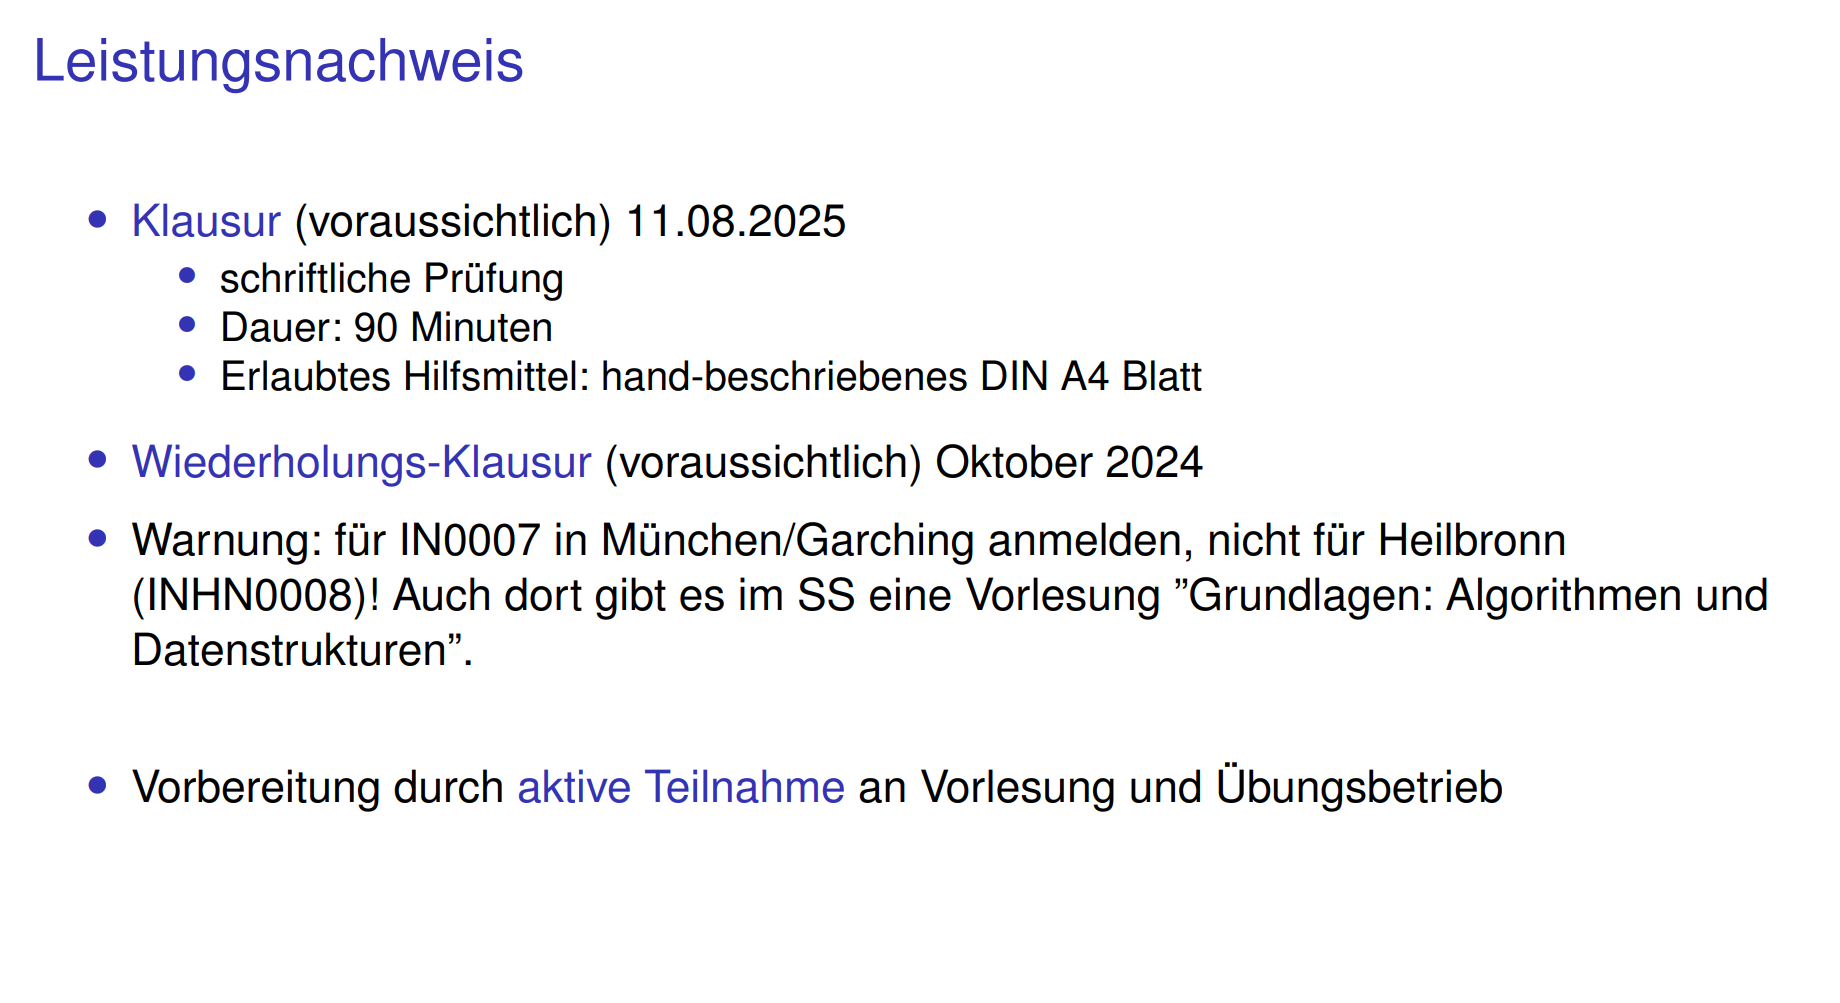 Leistungsnachweis
• Klausur (voraussichtlich) 11.08.2025
• schriftliche Prüfung
• Dauer: 90 Minuten
• Erlaubtes Hilfsmittel: hand-beschriebenes DIN A4 Blatt
• Wiederholungs-Klausur (voraussichtlich) Oktober 2024
• Warnung: für IN0007 in München/Garching anmelden, nicht für Heilbronn
(INHN0008)! Auch dort gibt es im SS eine Vorlesung ”Grundlagen: Algorithmen und
Datenstrukturen”.
• Vorbereitung durch aktive Teilnahme an Vorlesung und Übungsbetrieb